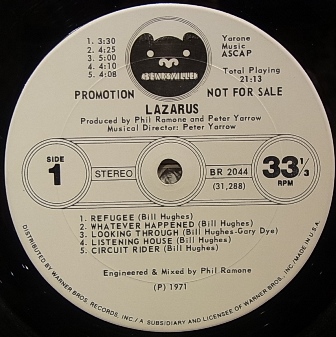 1 - 3:30
2 - 4:25
3 - 5:00
4 - 4:10
5 - 4:08
BEARSVILLE
Yarone
Music
ASCAP
Total Playing
21:13
PROMOTION NOT FOR SALE
LAZARUS
Produced by Phil Ramone and Peter Yarrow
Musical Director: Peter Yarrow
SIDE
1
STEREO
BR 2044
(31,288)
33 1/3
RPM
1. REFUGEE (Bill Hughes)
2. WHATEVER HAPPENED (Bill Hughes)
3. LOOKING THROUGH (Bill Hughes-Gary Dye)
4. LISTENING HOUSE (Bill Hughes)
5. CIRCUIT RIDER (Bill Hughes)
Engineered & Mixed by Phil Ramone
(P) 1971
DISTRIBUTED BY WARNER BROS. RECORDS, INC./A SUBSIDIARY AND LICENSEE OF WARNER BROS. INC./MADE IN U.S.A.